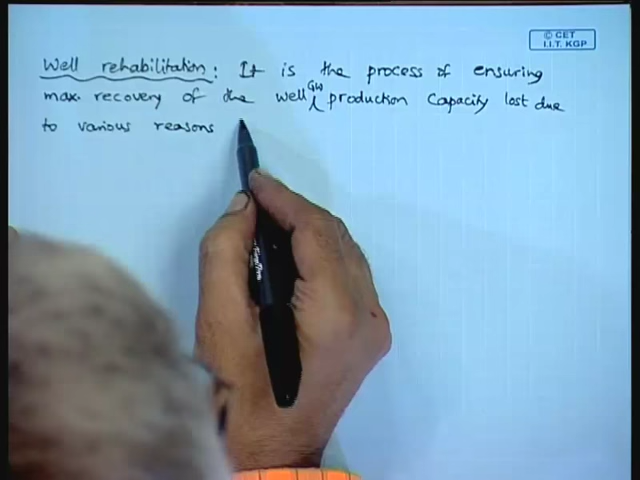 © CET
I.I.T. KGP
Well rehabilitation: It is the process of ensuring
max. recovery of the well GW production capacity lost due
to various reasons